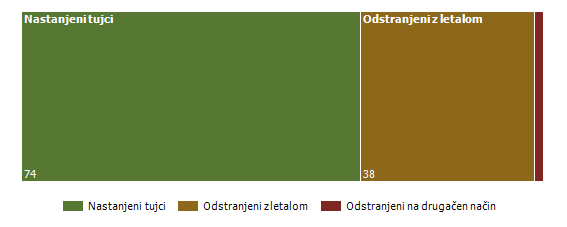 Nastanjeni tujci
Odstranjeni z letalom
74
38
Nastanjeni tujci
Odstranjeni z letalom
Odstranjeni na drugačen način